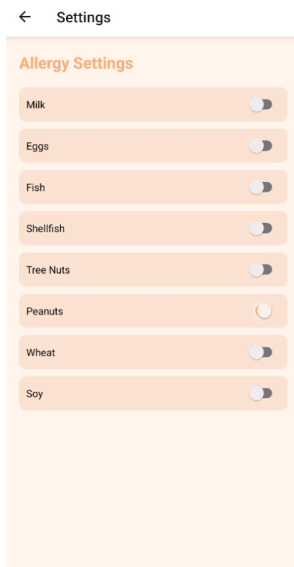 Settings
Allergy Settings
Milk
Eggs
Fish
Shellfish
Tree Nuts
Peanuts
Wheat
Soy